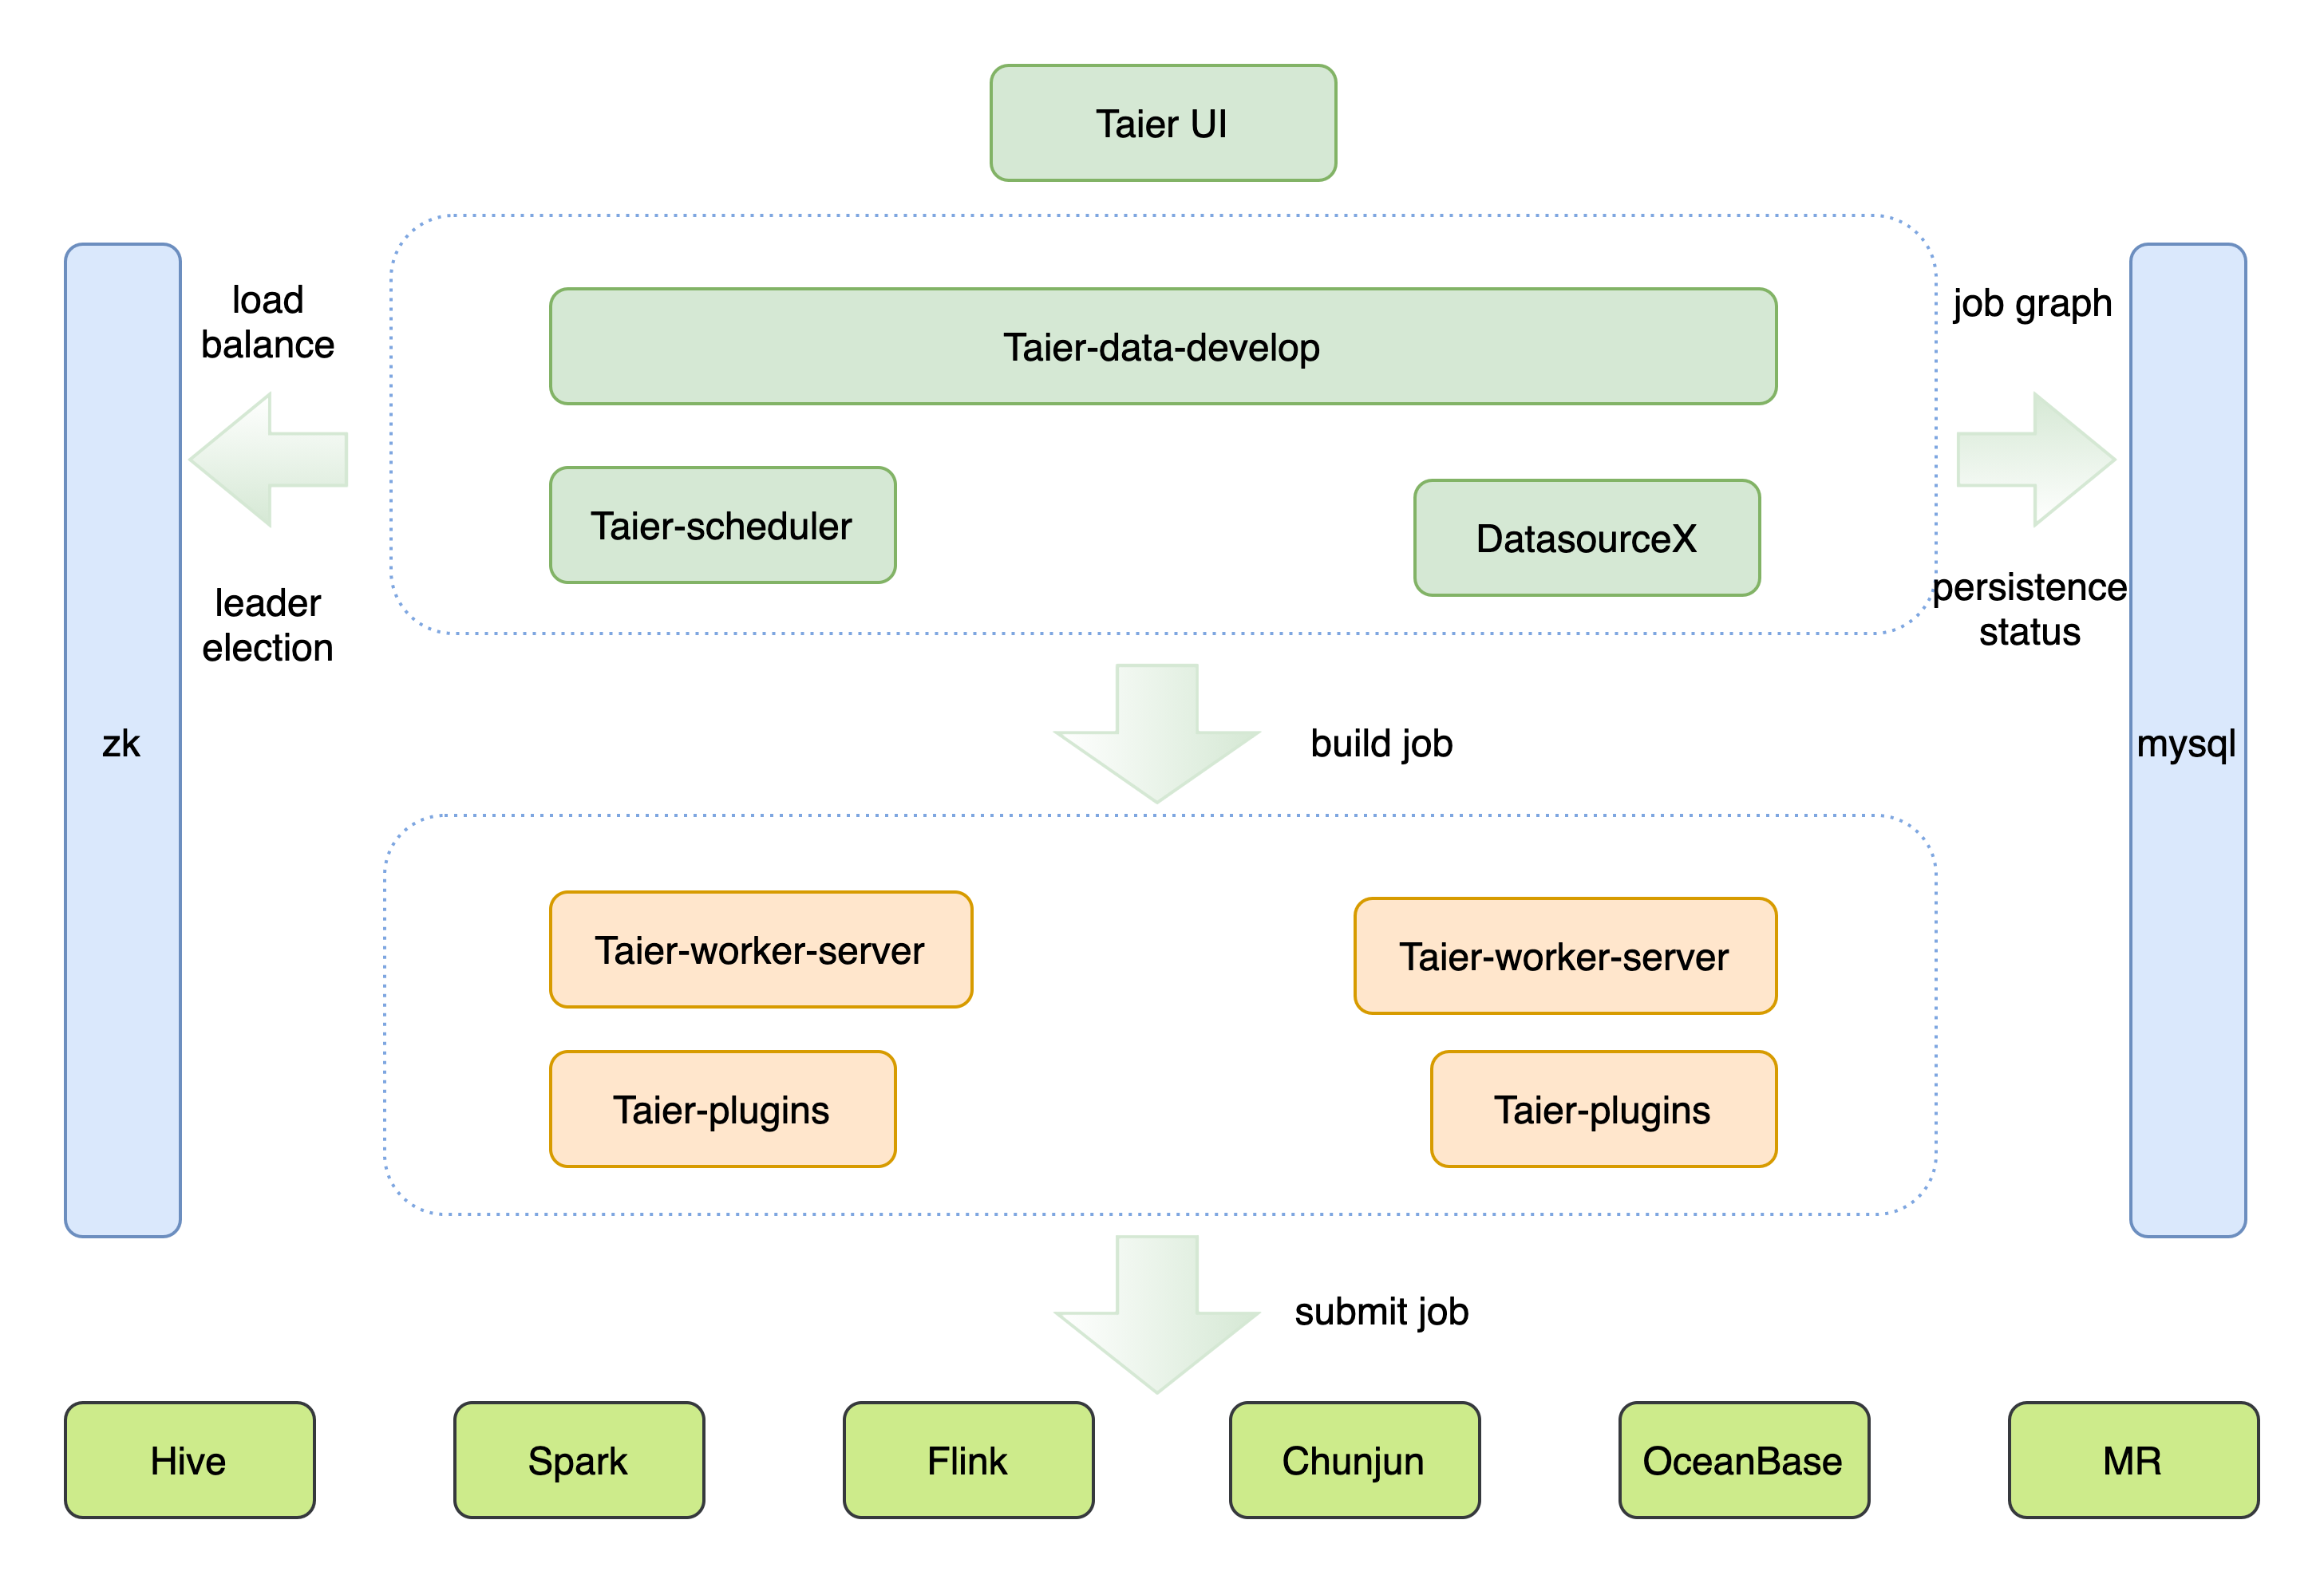 Taier UI
load
balance
job graph
Taier-data-develop
Taier-scheduler
DatasourceX
leader
election
persistence
status
zk
build job
mysql
Taier-worker-server
Taier-worker-server
Taier-plugins
Taier-plugins
submit job
Hive
Spark
Flink
Chunjun
OceanBase
MR